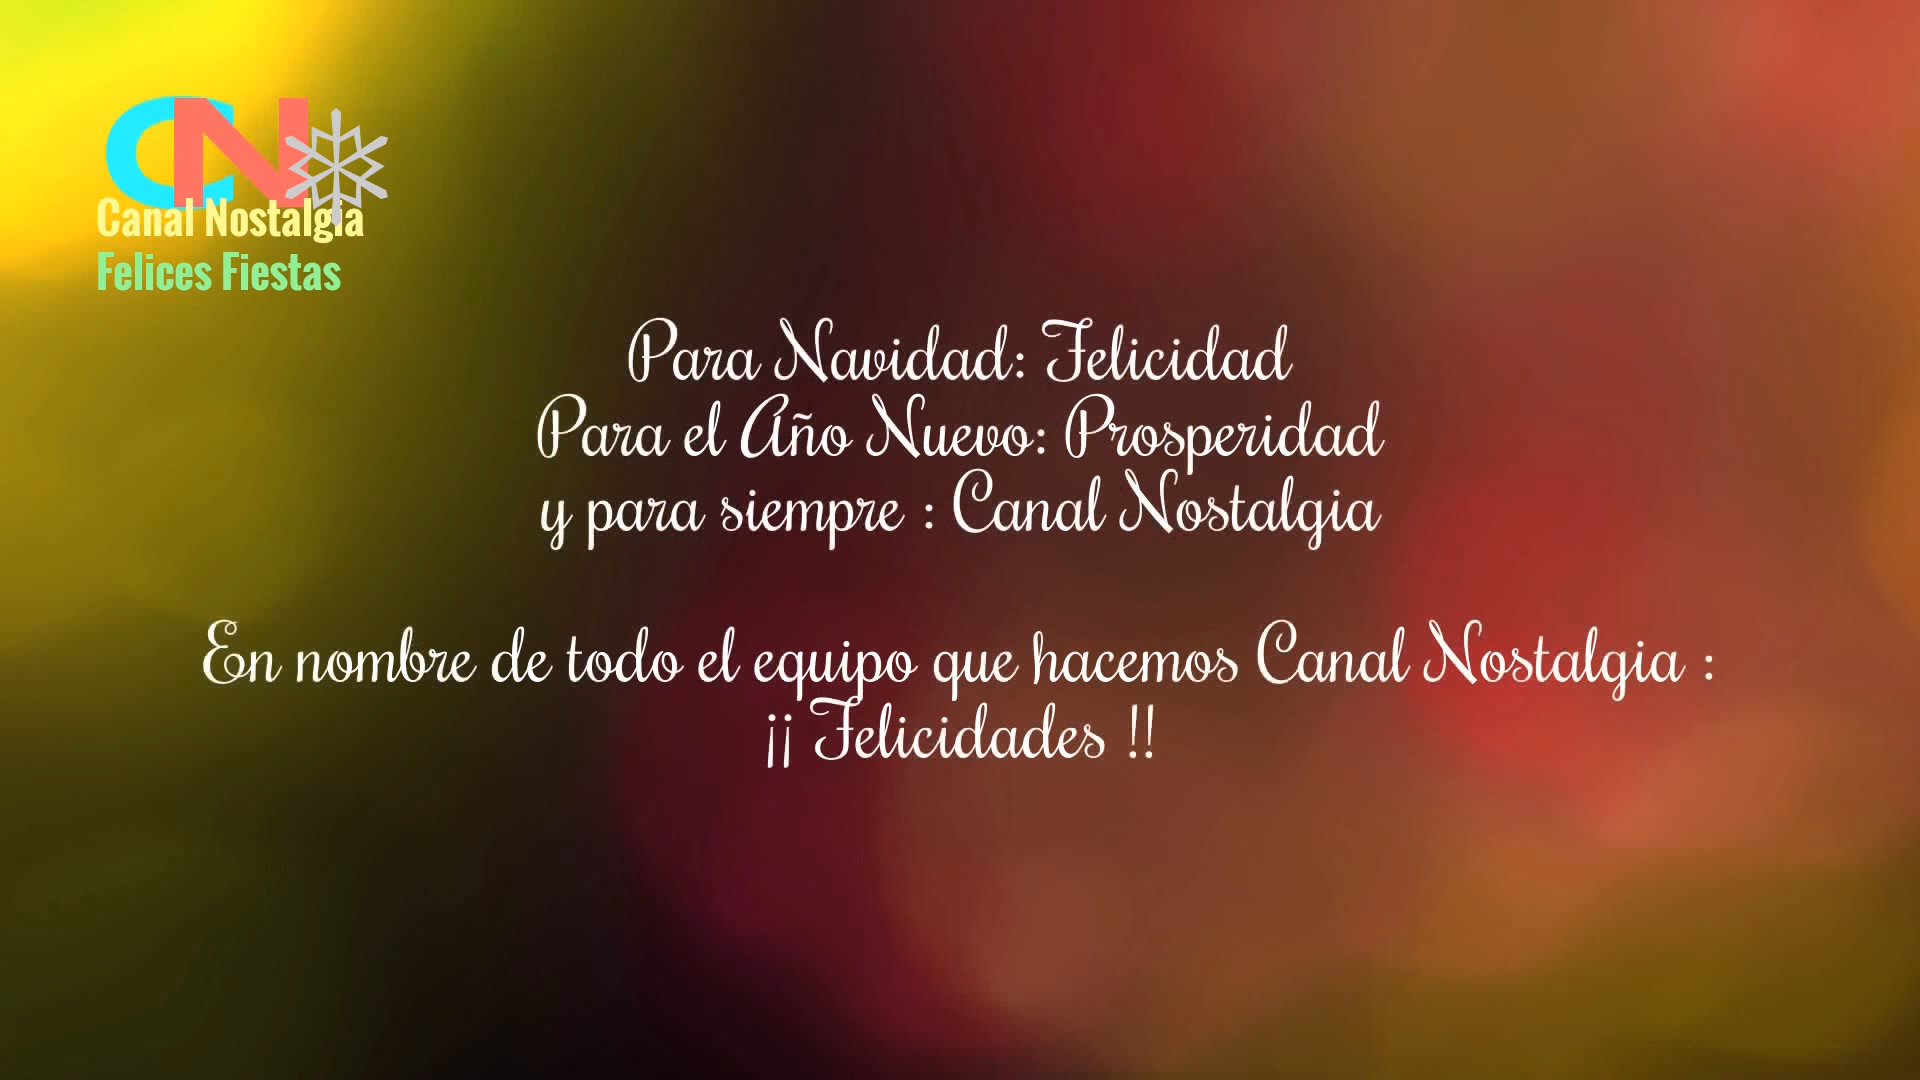 CN
Canal Nostalgia
Felices Fiestas
Para Navidad: Felicidad
Para el Año Nuevo: Prosperidad
y para siempre : Canal Nostalgia
En nombre de todo el equipo que hacemos Canal Nostalgia :
¡¡ Felicidades !!